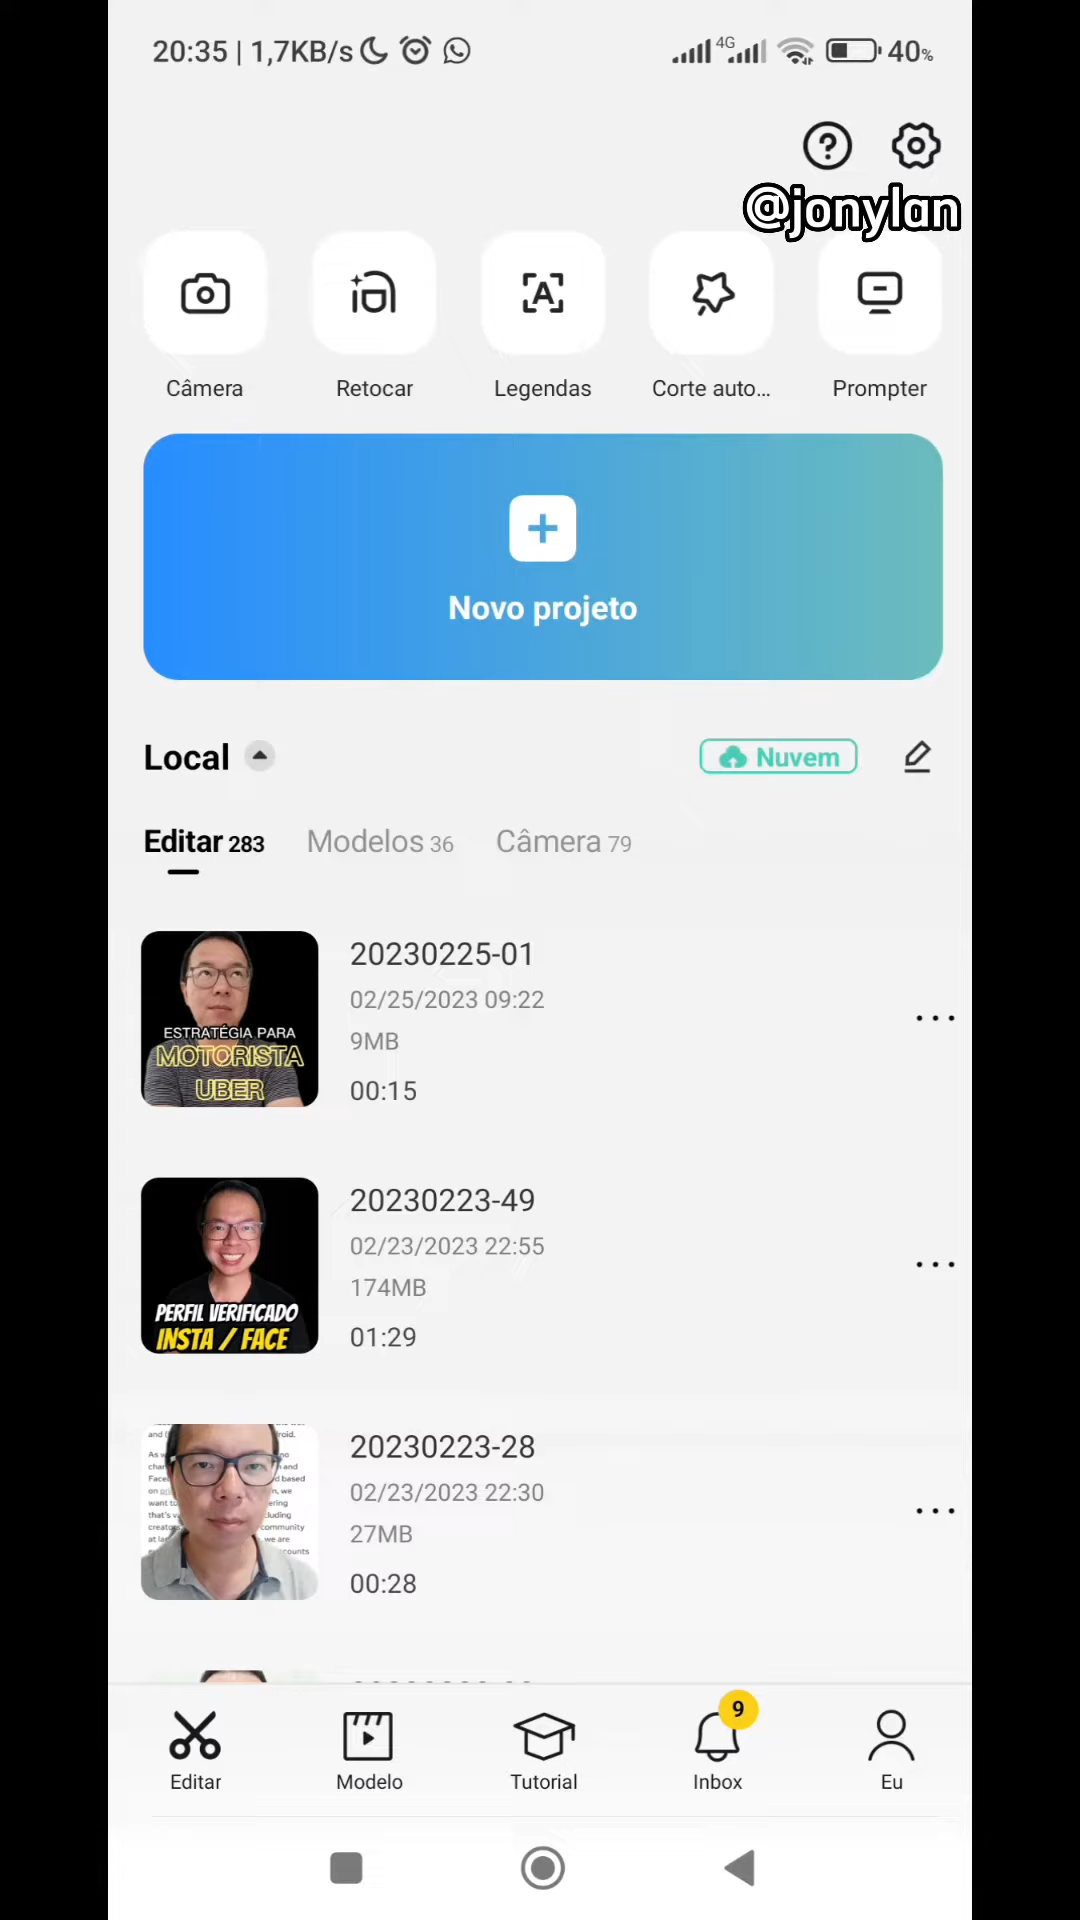 20:35 | 1,7KB/s 4G 40%
@jonylan
Câmera Retocar Legendas Corte auto... Prompter
Novo projeto
Local Nuvem
Editar 283 Modelos 36 Câmera 79
20230225-01
02/25/2023 09:22
9MB
00:15
ESTRATÉGIA PARA
MOTORISTA
UBER
20230223-49
02/23/2023 22:55
174MB
01:29
PERFIL VERIFICADO
INSTA / FACE
20230223-28
02/23/2023 22:30
27MB
00:28
9
Editar Modelo Tutorial Inbox Eu